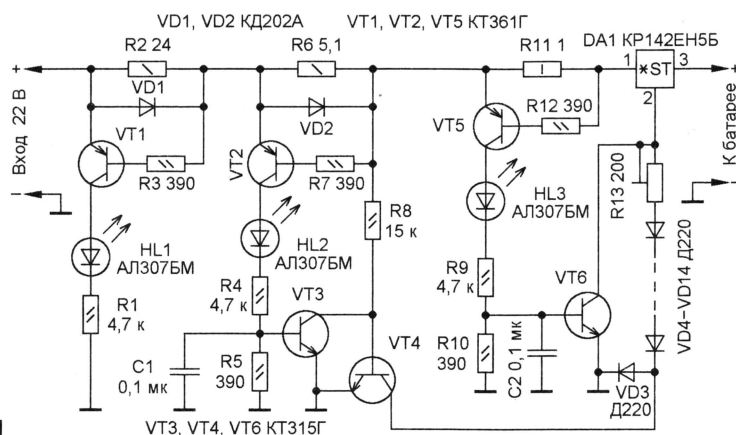 VD1, VD2 КД202А
VT1, VT2, VT5 КТ361Г
R2 24
R6 5,1
R11 1
DA1 КР142ЕН5Б
+
1
*ST
3
+
VD1
VD2
2
Вход 22 В
VT1
R3 390
VT2
R7 390
VT5
R12 390
R13 200
К батарее
–
–
R8
15 к
HL1
АЛ307БМ
HL2
АЛ307БМ
HL3
АЛ307БМ
R1
4,7 к
R4
4,7 к
VT3
R9
4,7 к
VT6
VD4–VD14 Д220
C1
0,1 мк
R5
390
VT4
R10
390
C2 0,1 мк
VD3
Д220
VT3, VT4, VT6 КТ315Г